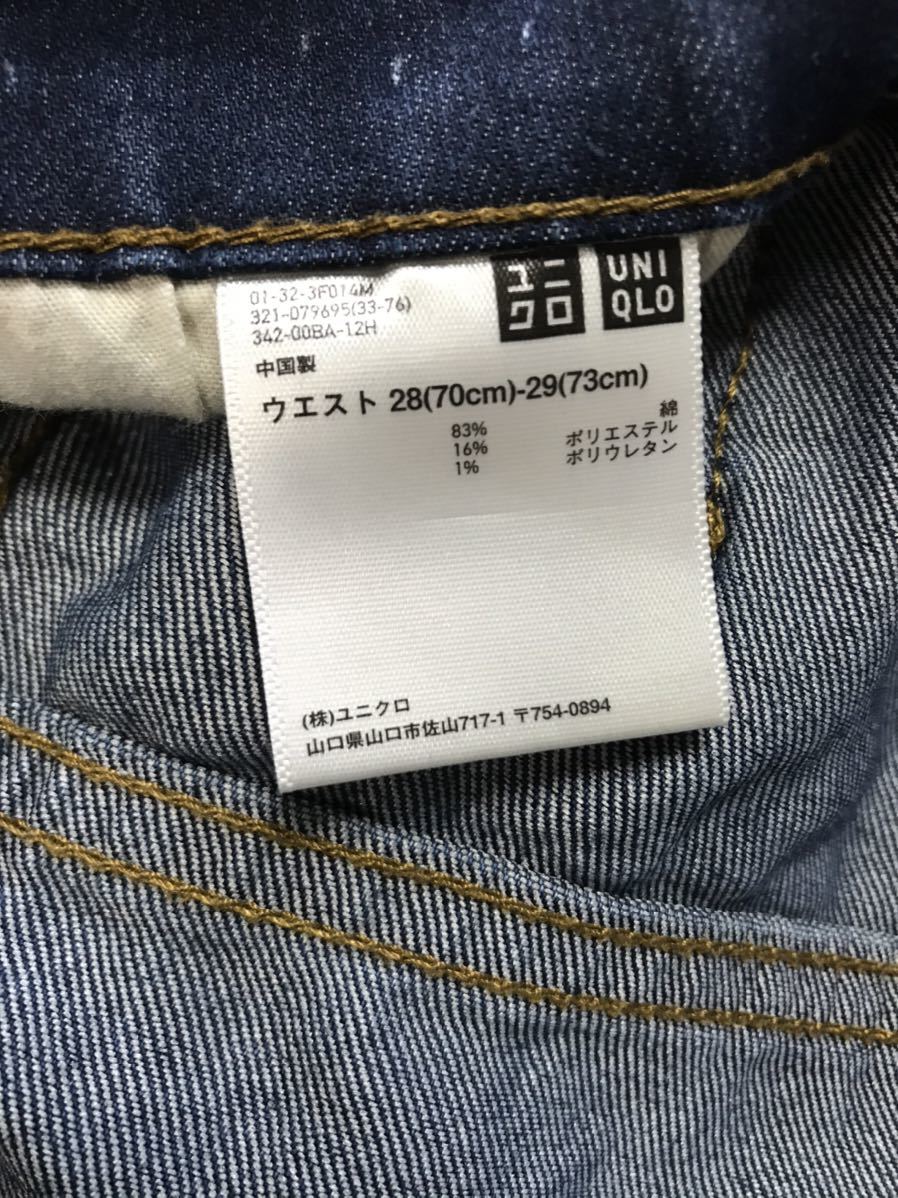 01-32-3F014M
321-079695(33-76)
342-00BA-12H
ユニ
クロ
UNI
QLO
中国製
ウエスト 28(70cm)-29(73cm)
83% 綿
16% ポリエステル
1% ポリウレタン
(株)ユニクロ
山口県山口市佐山717-1 〒754-0894